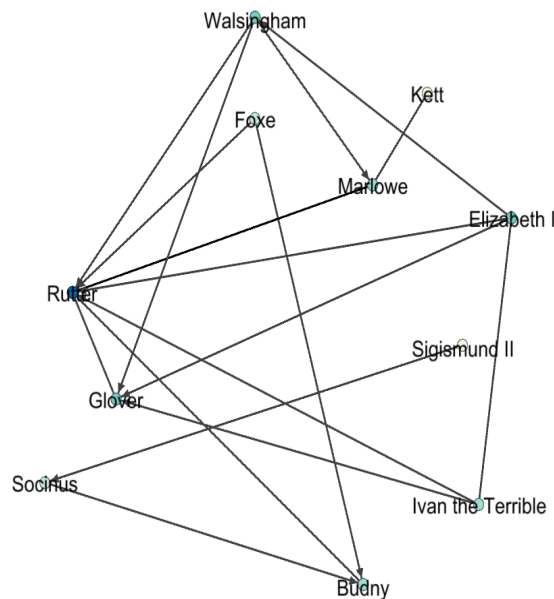 Walsingham
Kett
Foxe
Marlowe
Elizabeth I
Rutter
Sigismund II
Glover
Socinus
Ivan the Terrible
Budny